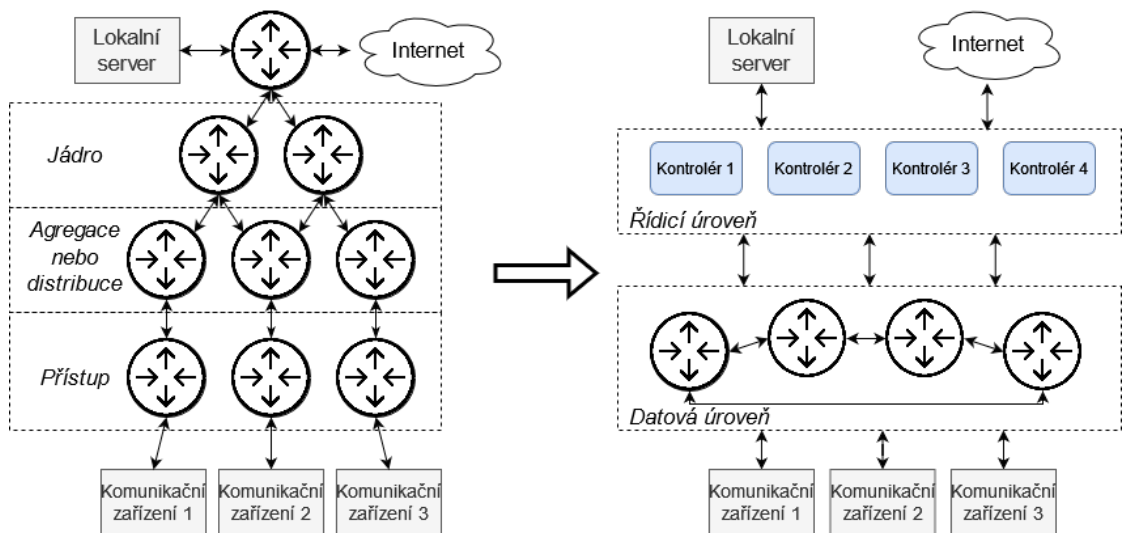 Lokalní
server
Internet
Jádro
Agregace
nebo
distribuce
Přístup
Komunikační
zařízení 1
Komunikační
zařízení 2
Komunikační
zařízení 3
Lokalní
server
Internet
Kontrolér 1
Kontrolér 2
Kontrolér 3
Kontrolér 4
Řídicí úroveň
Datová úroveň
Komunikační
zařízení 1
Komunikační
zařízení 2
Komunikační
zařízení 3